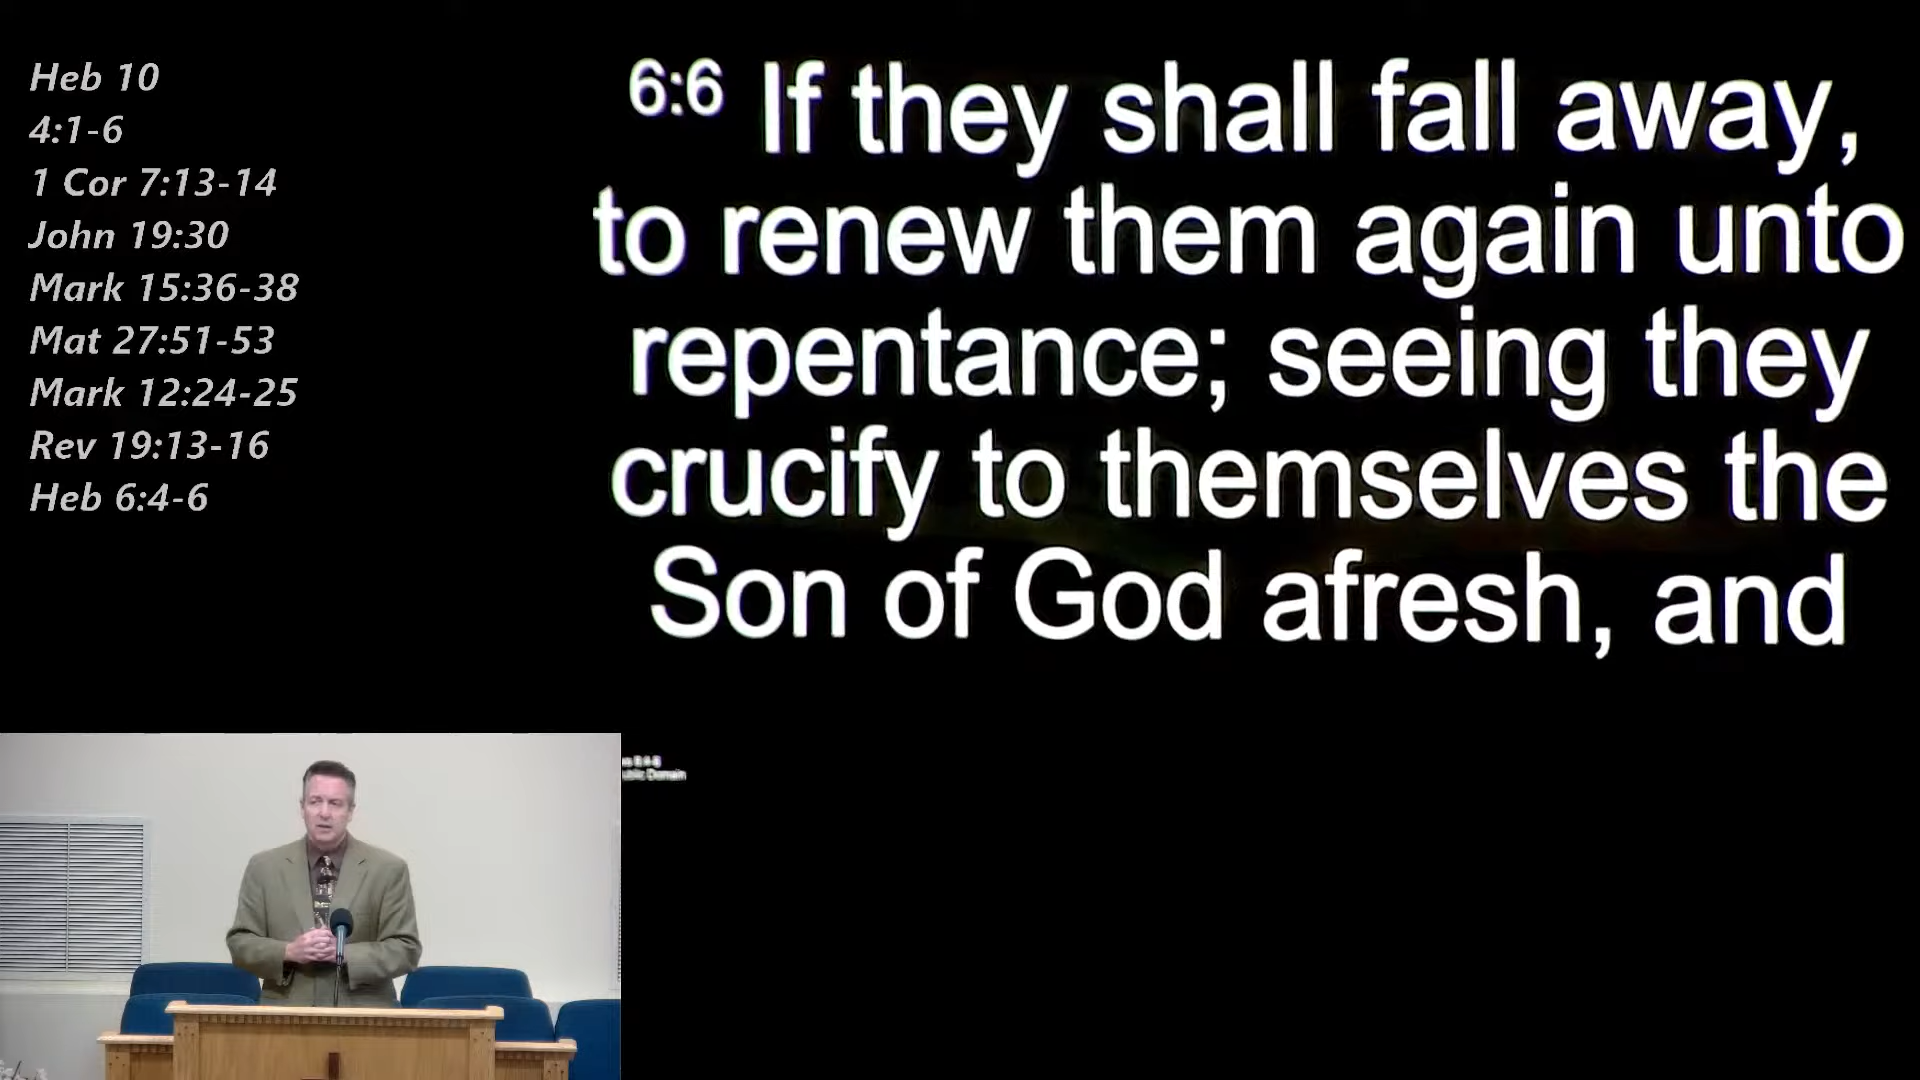 Heb 10
4:1-6
1 Cor 7:13-14
John 19:30
Mark 15:36-38
Mat 27:51-53
Mark 12:24-25
Rev 19:13-16
Heb 6:4-6
6:6 If they shall fall away,
to renew them again unto
repentance; seeing they
crucify to themselves the
Son of God afresh, and
Domain